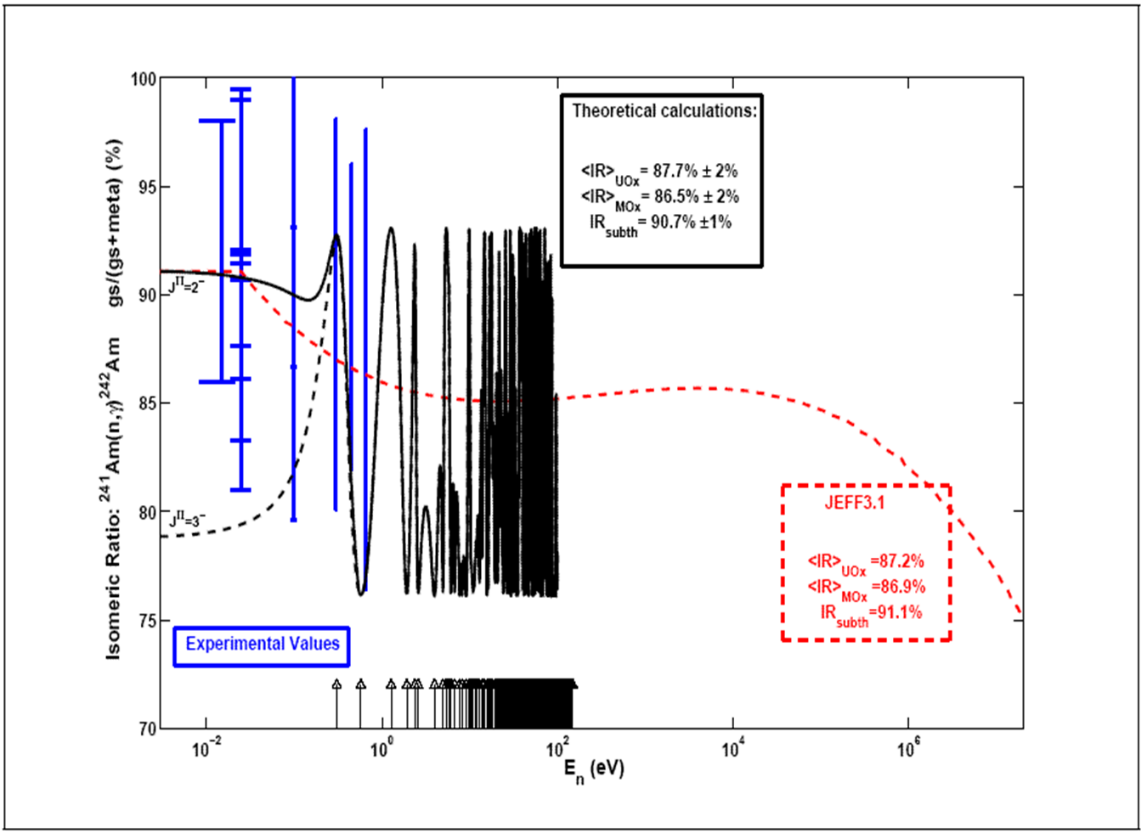 100
95
90
85
80
75
70
Isomeric Ratio: ²⁴¹Am(n,γ)²⁴²Am gs/(gs+meta) (%)
Theoretical calculations:
<IR>UOx= 87.7% ± 2%
<IR>MOx= 86.5% ± 2%
IRsubth= 90.7% ±1%
JΠ=2⁻
JΠ=3⁻
JEFF3.1
<IR>UOx =87.2%
<IR>MOx =86.9%
IRsubth=91.1%
Experimental Values
10⁻² 10⁰ 10² 10⁴ 10⁶
En (eV)